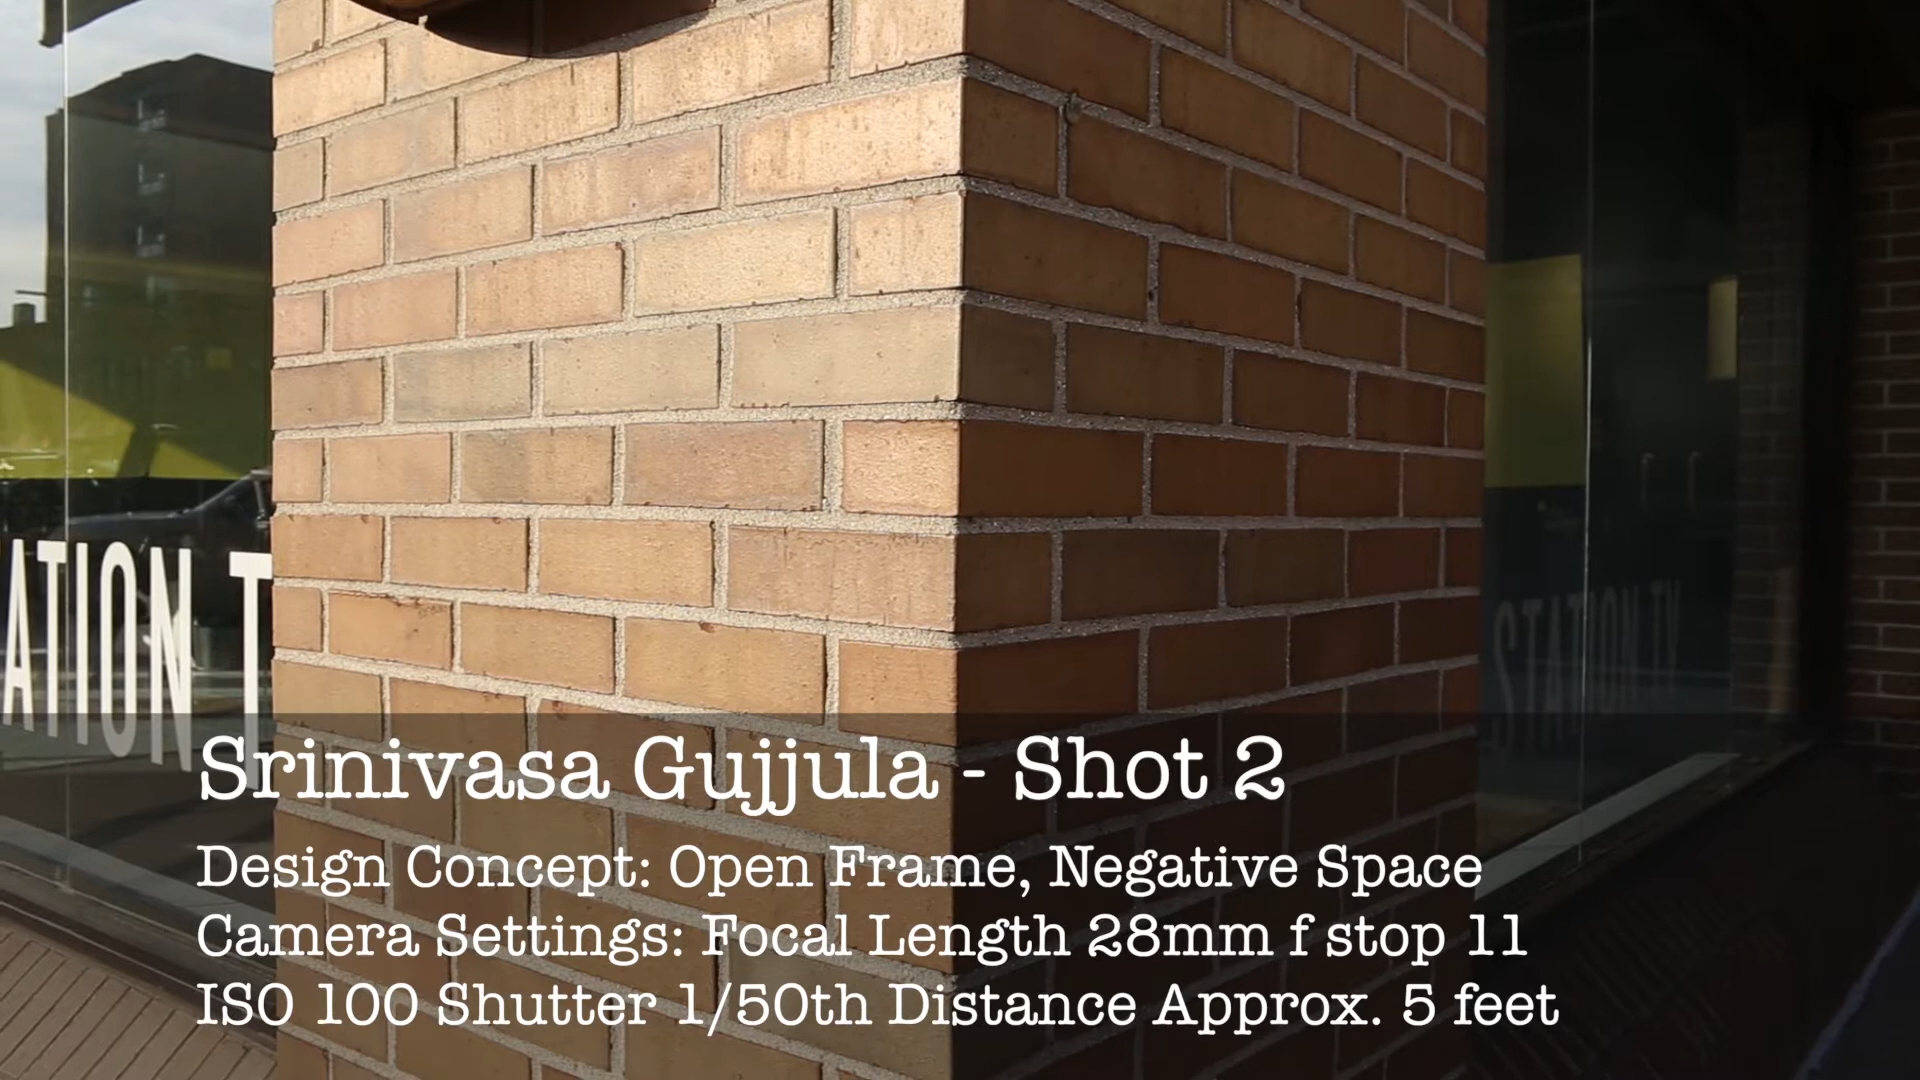 ATION T
STATION TV
Srinivasa Gujjula - Shot 2
Design Concept: Open Frame, Negative Space
Camera Settings: Focal Length 28mm f stop 11
ISO 100 Shutter 1/50th Distance Approx. 5 feet